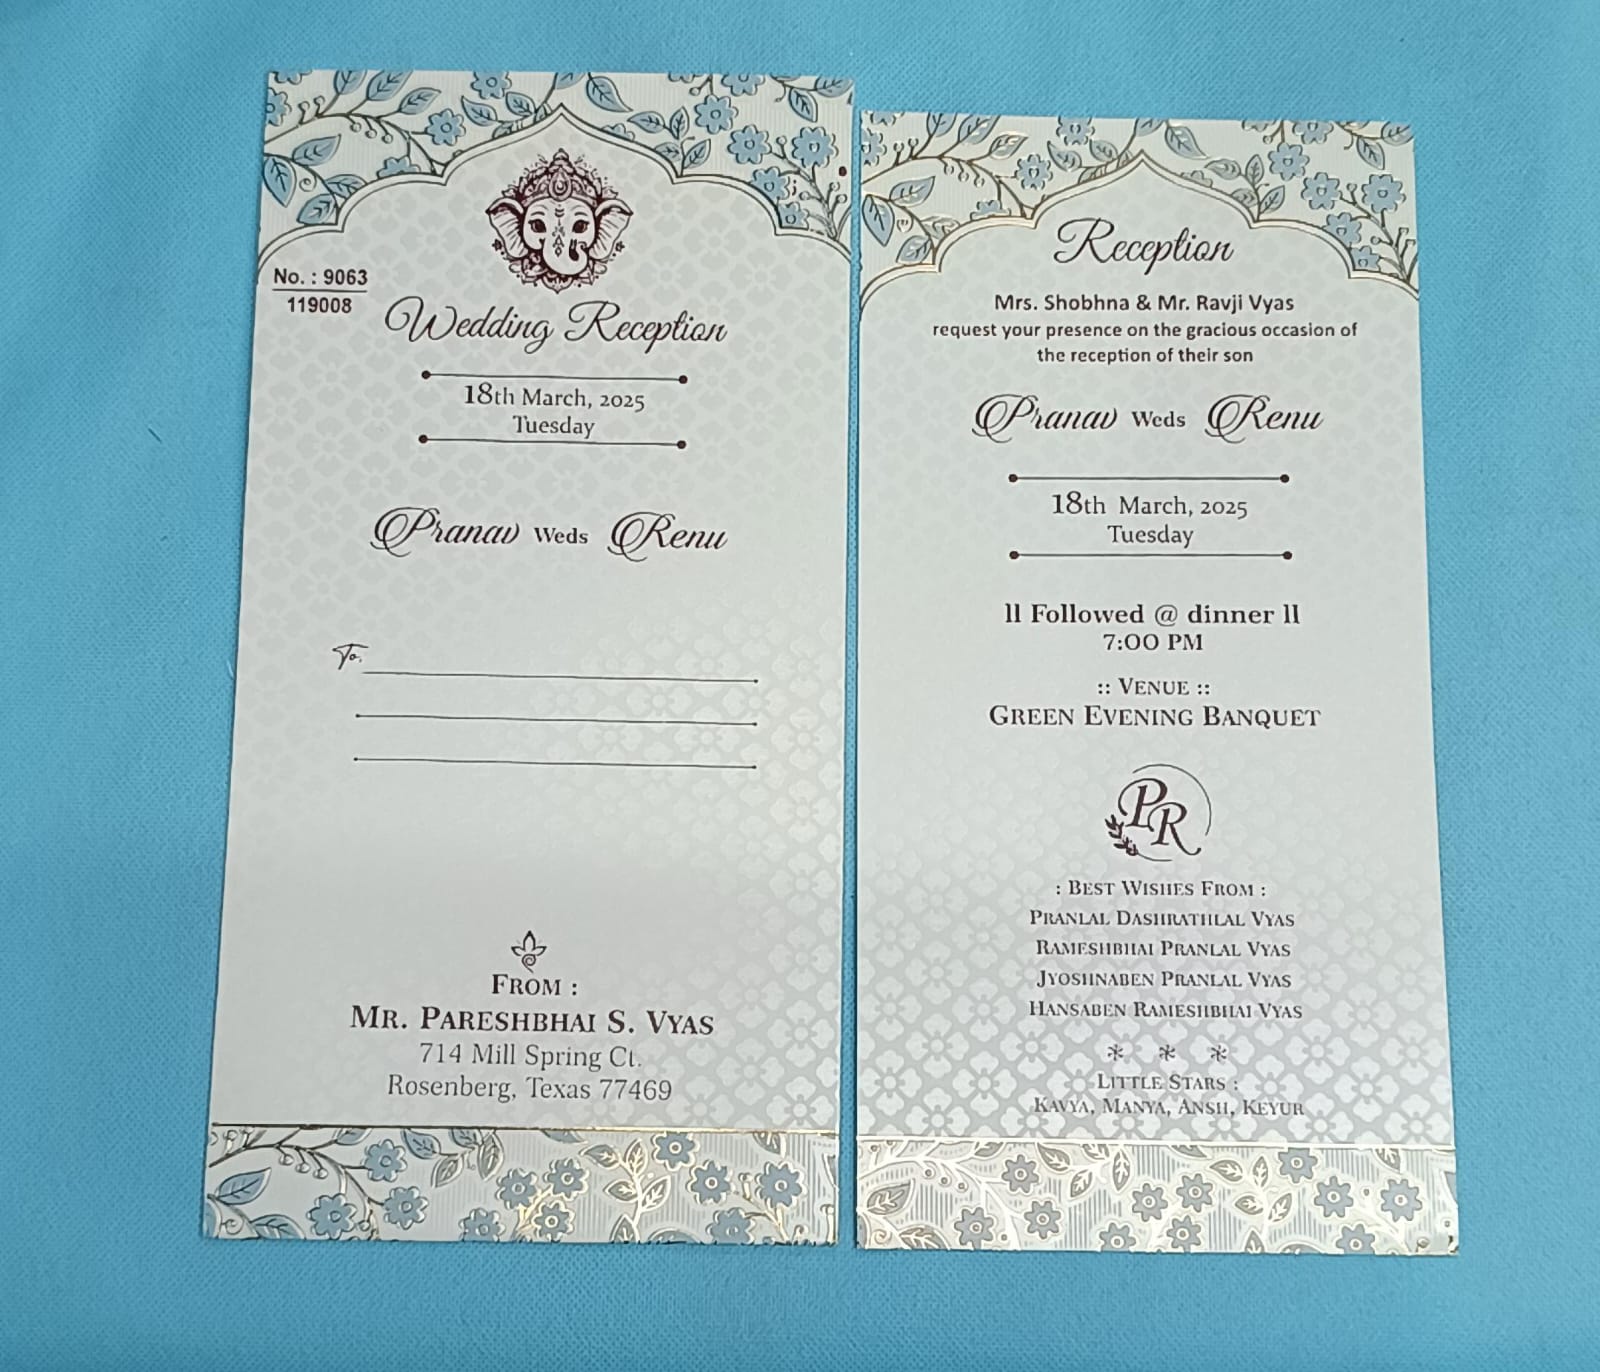 No. : 9063
119008
Wedding Reception
18th March, 2025
Tuesday
Pranav Weds Renu
To,
From :
Mr. Pareshbhai S. Vyas
714 Mill Spring Ct.
Rosenberg, Texas 77469
Reception
Mrs. Shobhna & Mr. Ravji Vyas
request your presence on the gracious occasion of
the reception of their son
Pranav Weds Renu
18th March, 2025
Tuesday
ll Followed @ dinner ll
7:00 PM
:: Venue ::
Green Evening Banquet
PR
: Best Wishes From :
Pranlal Dashrathlal Vyas
Rameshbhai Pranlal Vyas
Jyoshnaben Pranlal Vyas
Hansaben Rameshbhai Vyas
* * *
Little Stars :
Kavya, Manya, Ansh, Keyur